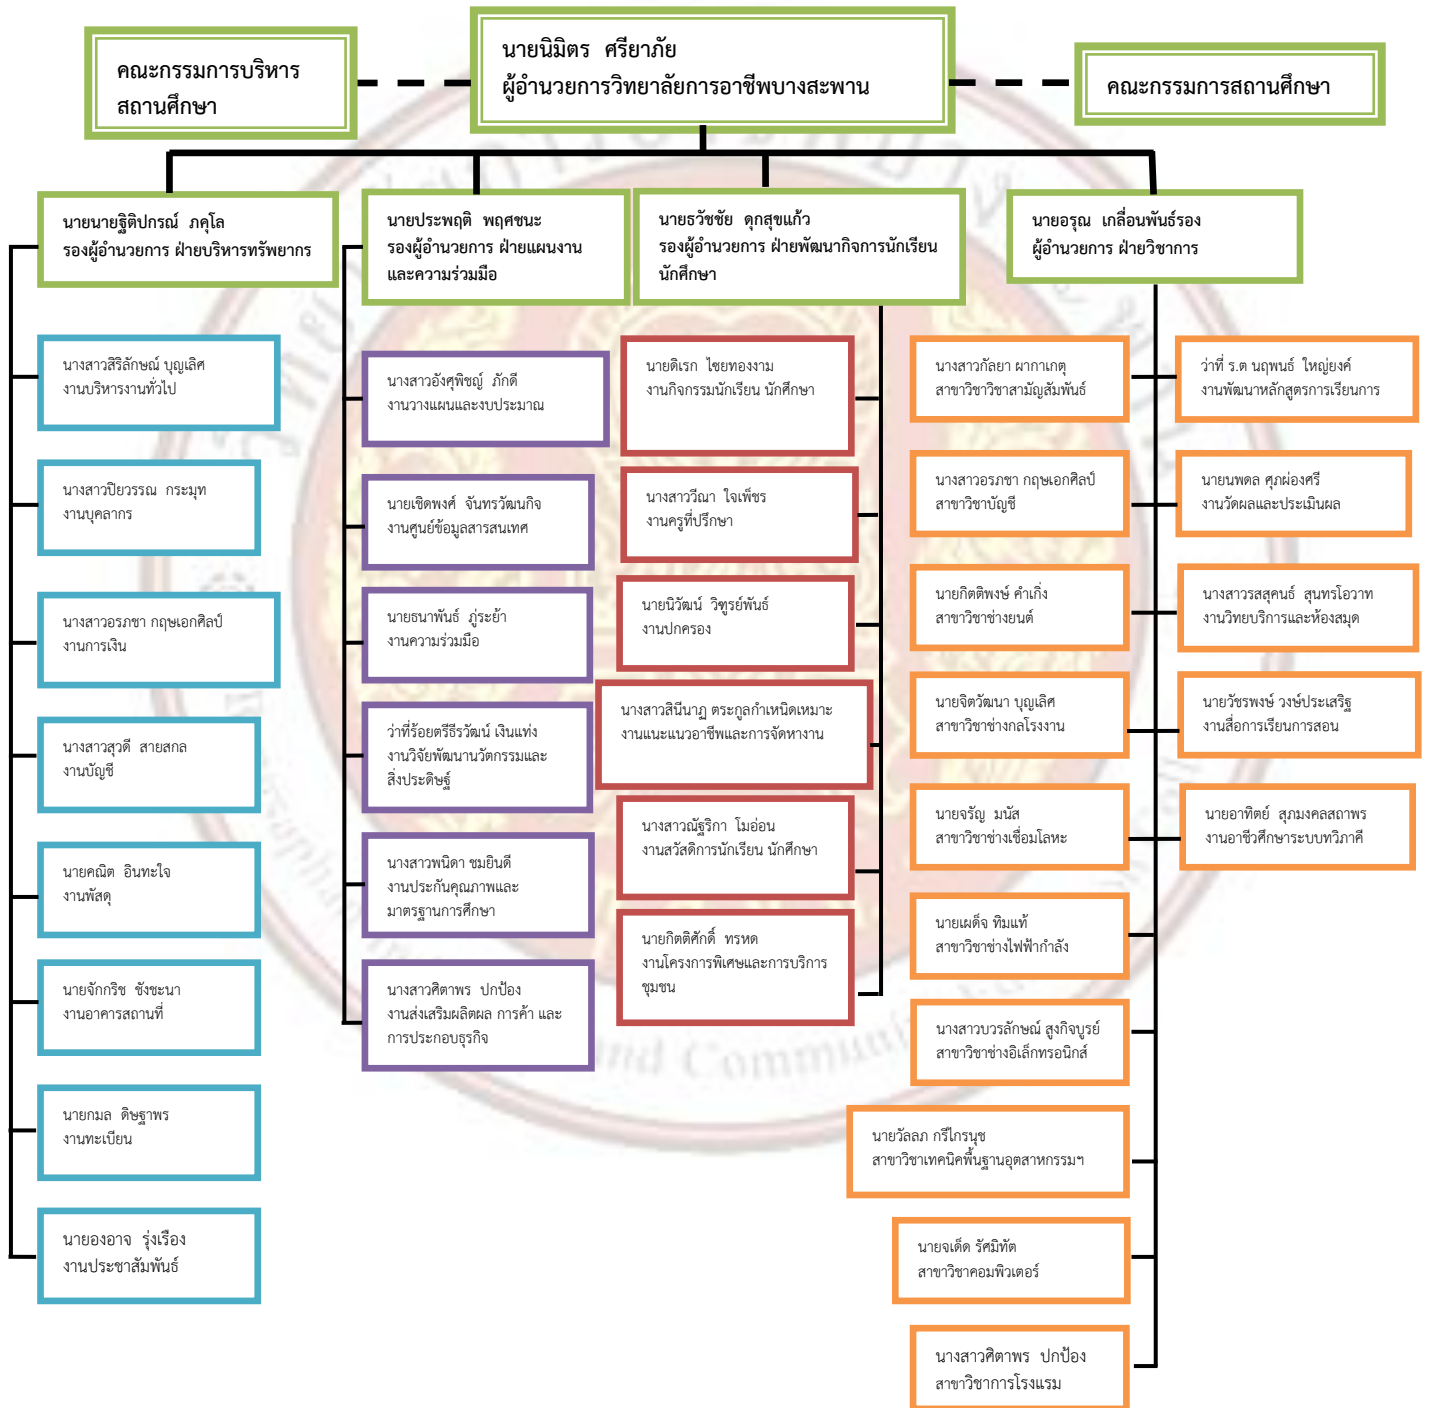 คณะกรรมการบริหาร
สถานศึกษา
นายนิมิตร ศรียาภัย
ผู้อำนวยการวิทยาลัยการอาชีพบางสะพาน
คณะกรรมการสถานศึกษา
นายนายฐิติปกรณ์ ภคุโล
รองผู้อำนวยการ ฝ่ายบริหารทรัพยากร
นายประพฤติ พฤศชนะ
รองผู้อำนวยการ ฝ่ายแผนงาน
และความร่วมมือ
นายธวัชชัย ดุกสุขแก้ว
รองผู้อำนวยการ ฝ่ายพัฒนากิจการนักเรียน
นักศึกษา
นายอรุณ เกลื่อนพันธ์รอง
ผู้อำนวยการ ฝ่ายวิชาการ
นางสาวสิริลักษณ์ บุญเลิศ
งานบริหารงานทั่วไป
นางสาวปิยวรรณ กระมุท
งานบุคลากร
นางสาวอรภชา กฤษเอกศิลป์
งานการเงิน
นางสาวสุวดี สายสกล
งานบัญชี
นายคณิต อินทะใจ
งานพัสดุ
นายจักกริช ชังชะนา
งานอาคารสถานที่
นายกมล ดิษฐาพร
งานทะเบียน
นายองอาจ รุ่งเรือง
งานประชาสัมพันธ์
นางสาวอังศุพิชญ์ ภักดี
งานวางแผนและงบประมาณ
นายเชิดพงศ์ จันทรวัฒนกิจ
งานศูนย์ข้อมูลสารสนเทศ
นายธนาพันธ์ ภู่ระย้า
งานความร่วมมือ
ว่าที่ร้อยตรีธีรวัฒน์ เงินแท่ง
งานวิจัยพัฒนานวัตกรรมและ
สิ่งประดิษฐ์
นางสาวพนิดา ชมยินดี
งานประกันคุณภาพและ
มาตรฐานการศึกษา
นางสาวศิตาพร ปกป้อง
งานส่งเสริมผลิตผล การค้า และ
การประกอบธุรกิจ
นายดิเรก ไชยทองงาม
งานกิจกรรมนักเรียน นักศึกษา
นางสาววีณา ใจเพ็ชร
งานครูที่ปรึกษา
นายนิวัฒน์ วิฑูรย์พันธ์
งานปกครอง
นางสาวสินีนาฏ ตระกูลกำเหนิดเหมาะ
งานแนะแนวอาชีพและการจัดหางาน
นางสาวณัฐริกา โมอ่อน
งานสวัสดิการนักเรียน นักศึกษา
นายกิตติศักดิ์ ทรหด
งานโครงการพิเศษและการบริการ
ชุมชน
นางสาวกัลยา ผากาเกตุ
สาขาวิชาวิชาสามัญสัมพันธ์
นางสาวอรภชา กฤษเอกศิลป์
สาขาวิชาบัญชี
นายกิตติพงษ์ คำเกิ่ง
สาขาวิชาช่างยนต์
นายจิตวัฒนา บุญเลิศ
สาขาวิชาช่างกลโรงงาน
นายจรัญ มนัส
สาขาวิชาช่างเชื่อมโลหะ
นายเผด็จ ทิมแท้
สาขาวิชาช่างไฟฟ้ากำลัง
นางสาวบวรลักษณ์ สูงกิจบูรย์
สาขาวิชาช่างอิเล็กทรอนิกส์
นายวัลลภ กรีไกรนุช
สาขาวิชาเทคนิคพื้นฐานอุตสาหกรรมฯ
นายจเด็ด รัศมิทัต
สาขาวิชาคอมพิวเตอร์
นางสาวศิตาพร ปกป้อง
สาขาวิชาการโรงแรม
ว่าที่ ร.ต นฤพนธ์ ใหญ่ยงค์
งานพัฒนาหลักสูตรการเรียนการ
นายนพดล ศุภผ่องศรี
งานวัดผลและประเมินผล
นางสาวรสสุคนธ์ สุนทรโอวาท
งานวิทยบริการและห้องสมุด
นายวัชรพงษ์ วงษ์ประเสริฐ
งานสื่อการเรียนการสอน
นายอาทิตย์ สุภมงคลสถาพร
งานอาชีวศึกษาระบบทวิภาคี
and Community